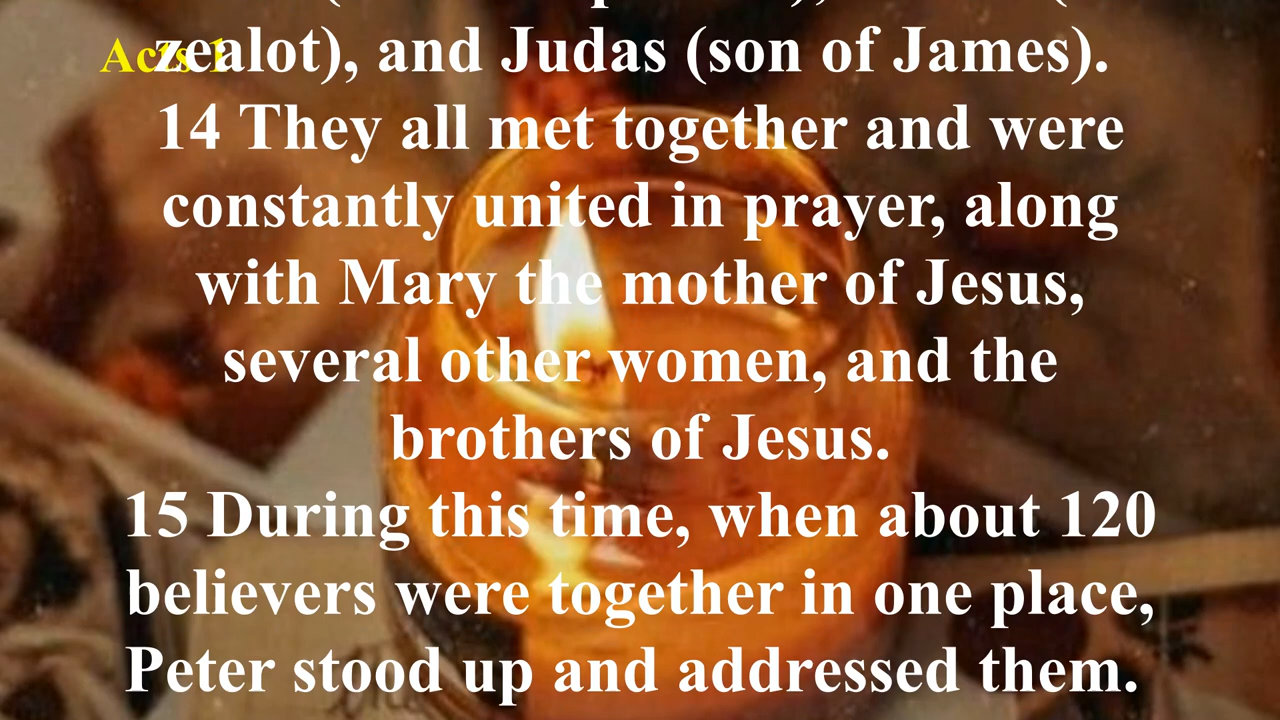 Acts 1
zealot), and Judas (son of James).
14 They all met together and were
constantly united in prayer, along
with Mary the mother of Jesus,
several other women, and the
brothers of Jesus.
15 During this time, when about 120
believers were together in one place,
Peter stood up and addressed them.